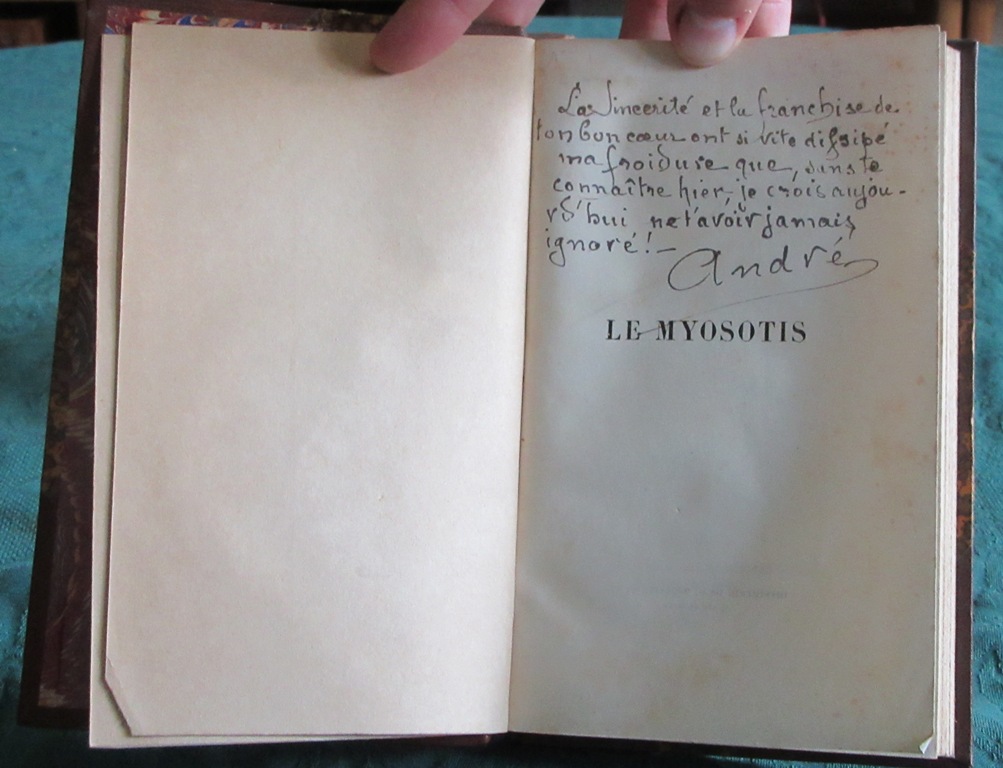 La Sincerité et la franchise de
ton bon cœur ont si vite dissipé
ma froidure que, sans te
connaître hier, je crois aujou-
rd'hui ne t'avoir jamais
ignoré! —
André
LE MYOSOTIS